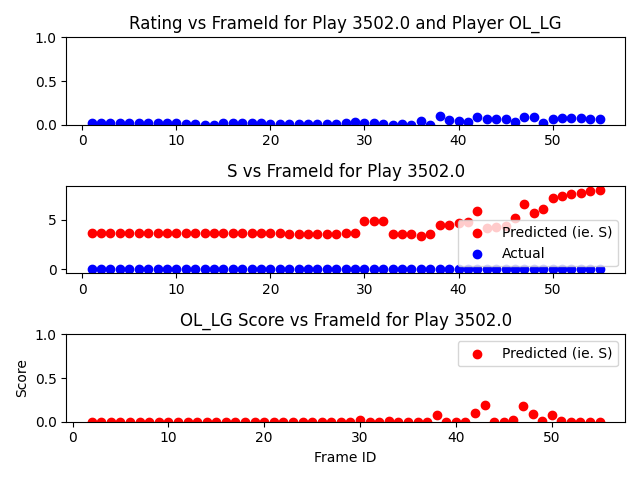 Rating vs FrameId for Play 3502.0 and Player OL_LG
1.0
0.5
0.0
0 10 20 30 40 50
S vs FrameId for Play 3502.0
5
0
Predicted (ie. S)
Actual
0 10 20 30 40 50
OL_LG Score vs FrameId for Play 3502.0
Score
1.0
0.5
0.0
Predicted (ie. S)
0 10 20 30 40 50
Frame ID